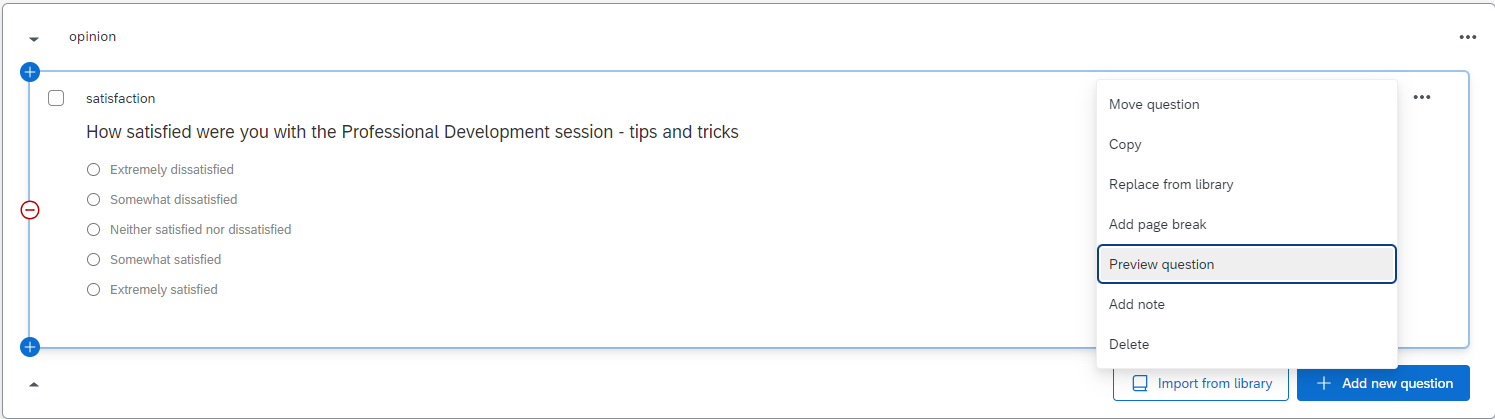 opinion
satisfaction
How satisfied were you with the Professional Development session - tips and tricks
Extremely dissatisfied
Somewhat dissatisfied
Neither satisfied nor dissatisfied
Somewhat satisfied
Extremely satisfied
Move question
Copy
Replace from library
Add page break
Preview question
Add note
Delete
Import from library
Add new question